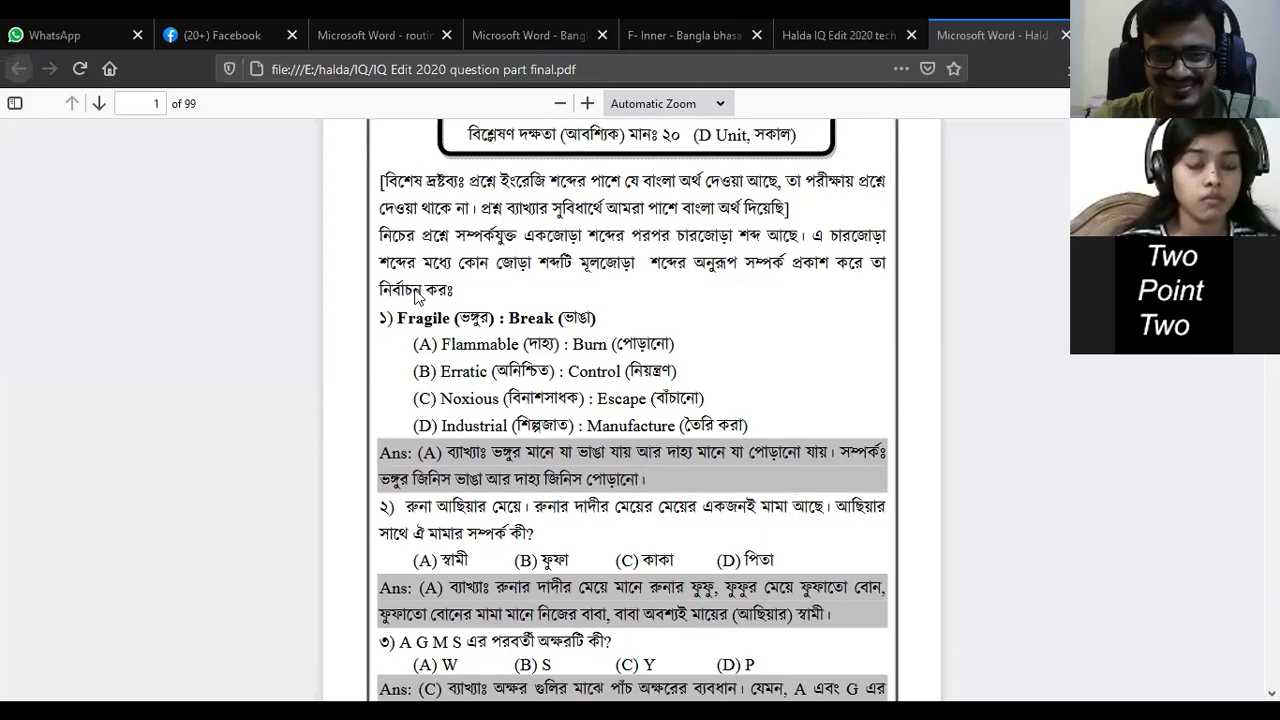 WhatsApp
(20+) Facebook
Microsoft Word - routin
Microsoft Word - Bangl
F- Inner - Bangla bhasa
Halda IQ Edit 2020 tech
Microsoft Word - Hald
file:///E:/halda/IQ/IQ Edit 2020 question part final.pdf
1 of 99
Automatic Zoom
বিশ্লেষণ দক্ষতা (আবশ্যিক) মানঃ ২০ (D Unit, সকাল)
[বিশেষ দ্রষ্টব্যঃ প্রশ্নে ইংরেজি শব্দের পাশে যে বাংলা অর্থ দেওয়া আছে, তা পরীক্ষায় প্রশ্নে
দেওয়া থাকে না। প্রশ্ন ব্যাখ্যার সুবিধার্থে আমরা পাশে বাংলা অর্থ দিয়েছি]
নিচের প্রশ্নে সম্পর্কযুক্ত একজোড়া শব্দের পরপর চারজোড়া শব্দ আছে। এ চারজোড়া
শব্দের মধ্যে কোন জোড়া শব্দটি মূলজোড়া শব্দের অনুরূপ সম্পর্ক প্রকাশ করে তা
নির্বাচন করঃ
১) Fragile (ভঙ্গুর) : Break (ভাঙা)
(A) Flammable (দাহ্য) : Burn (পোড়ানো)
(B) Erratic (অনিশ্চিত) : Control (নিয়ন্ত্রণ)
(C) Noxious (বিনাশসাধক) : Escape (বাঁচানো)
(D) Industrial (শিল্পজাত) : Manufacture (তৈরি করা)
Ans: (A) ব্যাখ্যাঃ ভঙ্গুর মানে যা ভাঙা যায় আর দাহ্য মানে যা পোড়ানো যায়। সম্পর্কঃ
ভঙ্গুর জিনিস ভাঙা আর দাহ্য জিনিস পোড়ানো।
২) রুনা আছিয়ার মেয়ে। রুনার দাদীর মেয়ের মেয়ের একজনই মামা আছে। আছিয়ার
সাথে ঐ মামার সম্পর্ক কী?
(A) স্বামী (B) ফুফা (C) কাকা (D) পিতা
Ans: (A) ব্যাখ্যাঃ রুনার দাদীর মেয়ে মানে রুনার ফুফু, ফুফুর মেয়ে ফুফাতো বোন,
ফুফাতো বোনের মামা মানে নিজের বাবা, বাবা অবশ্যই মায়ের (আছিয়ার) স্বামী।
৩) A G M S এর পরবর্তী অক্ষরটি কী?
(A) W (B) S (C) Y (D) P
Ans: (C) ব্যাখ্যাঃ অক্ষর গুলির মাঝে পাঁচ অক্ষরের ব্যবধান। যেমন, A এবং G এর
Two
Point
Two